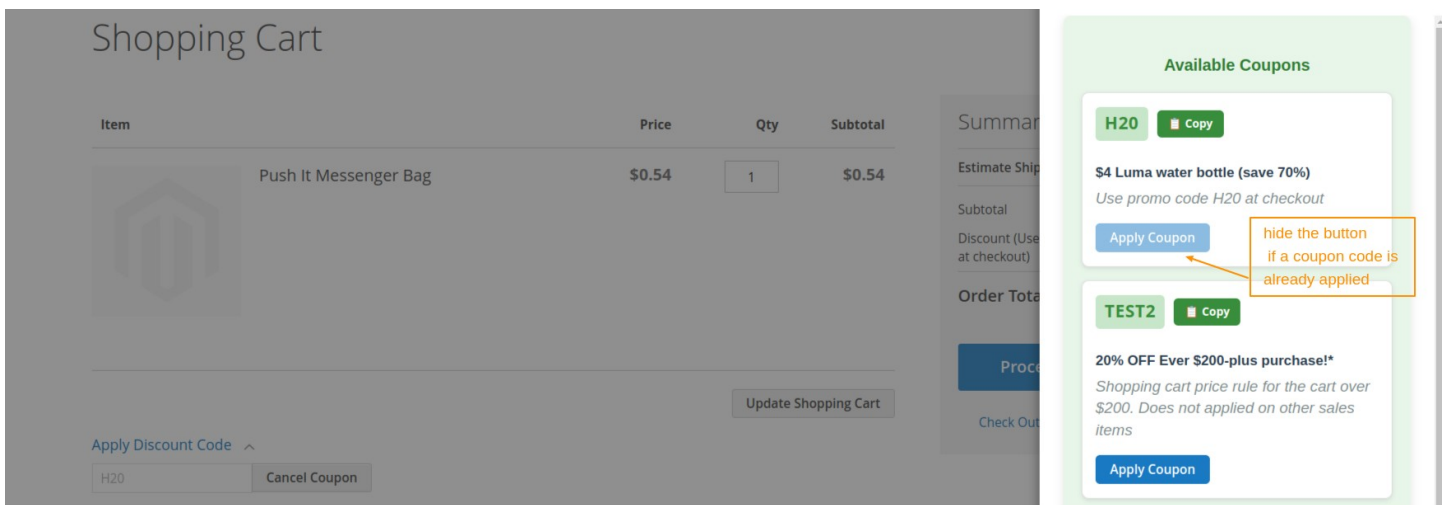 Shopping Cart
Item Price Qty Subtotal
Push It Messenger Bag $0.54 1 $0.54
Update Shopping Cart
Apply Discount Code
H20 Cancel Coupon
Summar
Estimate Ship
Subtotal
Discount (Use
at checkout)
Order Tota
Proce
Check Out
Available Coupons
H20 Copy
$4 Luma water bottle (save 70%)
Use promo code H20 at checkout
Apply Coupon
hide the button
if a coupon code is
already applied
TEST2 Copy
20% OFF Ever $200-plus purchase!*
Shopping cart price rule for the cart over
$200. Does not applied on other sales
items
Apply Coupon